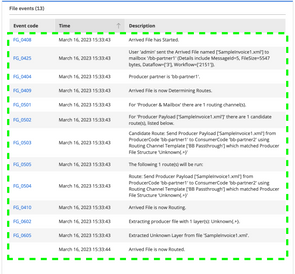 File events (13)
Event code Time Description
FG_0408 March 16, 2023 15:33:43 Arrived File has Started.
FG_0425 March 16, 2023 15:33:43 User 'admin' sent the Arrived File named ['SampleInvoice1.xml'] to
mailbox '/bb-partner1' (Details include MessageId=5, FileSize=5547
bytes, Dataflow=['3'], Workflow=['2151']).
FG_0404 March 16, 2023 15:33:43 Producer partner is 'bb-partner1'.
FG_0409 March 16, 2023 15:33:43 Arrived File is now Determining Routes.
FG_0501 March 16, 2023 15:33:43 For 'Producer & Mailbox' there are 1 routing channel(s).
FG_0502 March 16, 2023 15:33:43 For 'Producer Payload ['SampleInvoice1.xml']' there are 1 candidate
route(s), listed below.
FG_0503 March 16, 2023 15:33:43 Candidate Route: Send Producer Payload ['SampleInvoice1.xml'] from
ProducerCode 'bb-partner1' to ConsumerCode 'bb-partner2' using
Routing Channel Template ['BB Passthrough'] which matched Producer
File Structure 'Unknown(.+)'
FG_0505 March 16, 2023 15:33:43 The following 1 route(s) will be run:
FG_0504 March 16, 2023 15:33:43 Route: Send Producer Payload ['SampleInvoice1.xml'] from
ProducerCode 'bb-partner1' to ConsumerCode 'bb-partner2' using
Routing Channel Template ['BB Passthrough'] which matched Producer
File Structure 'Unknown(.+)'
FG_0410 March 16, 2023 15:33:43 Arrived File is now Routing.
FG_0602 March 16, 2023 15:33:43 Extracting producer file with 1 layer(s): Unknown(.+).
FG_0605 March 16, 2023 15:33:43 Extracted Unknown Layer from file 'SampleInvoice1.xml'.
March 16, 2023 15:33:44 Arrived File is now Routed.